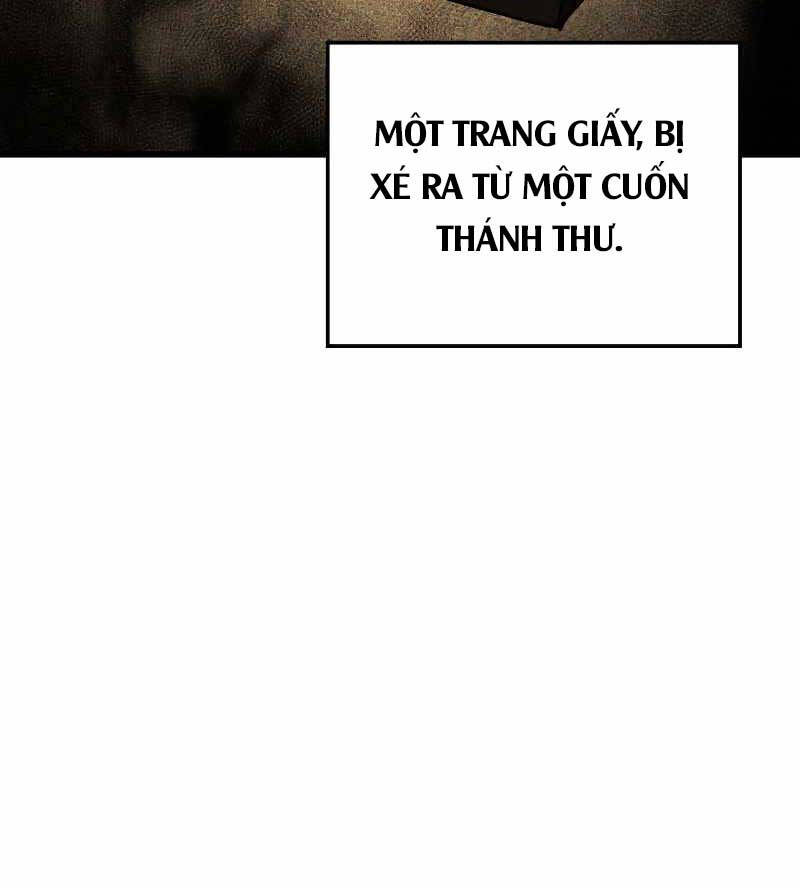 MỘT TRANG GIẤY, BỊ
XÉ RA TỪ MỘT CUỐN
THÁNH THƯ.